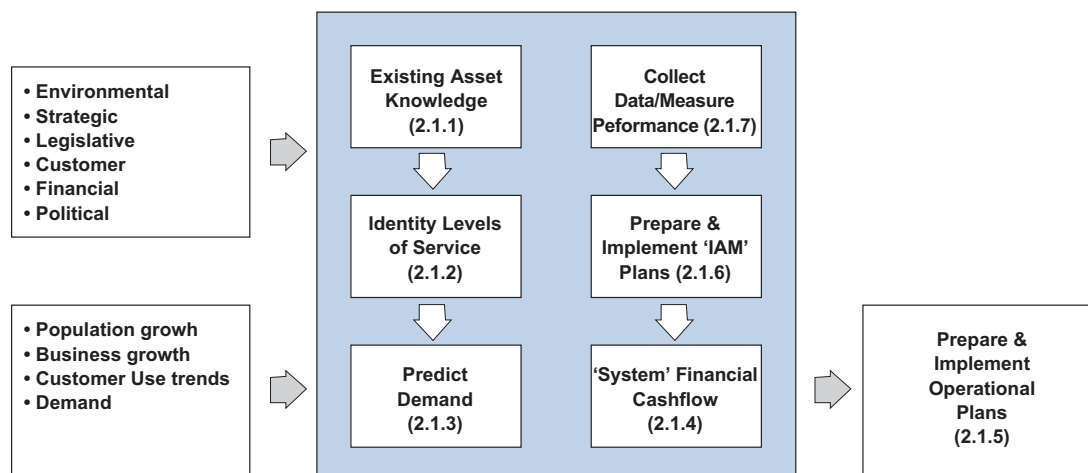 • Environmental
• Strategic
• Legislative
• Customer
• Financial
• Political
• Population growh
• Business growth
• Customer Use trends
• Demand
Existing Asset
Knowledge
(2.1.1)
Identity Levels
of Service
(2.1.2)
Predict
Demand
(2.1.3)
Collect
Data/Measure
Peformance (2.1.7)
Prepare &
Implement ‘IAM’
Plans (2.1.6)
‘System’ Financial
Cashflow
(2.1.4)
Prepare &
Implement
Operational
Plans
(2.1.5)